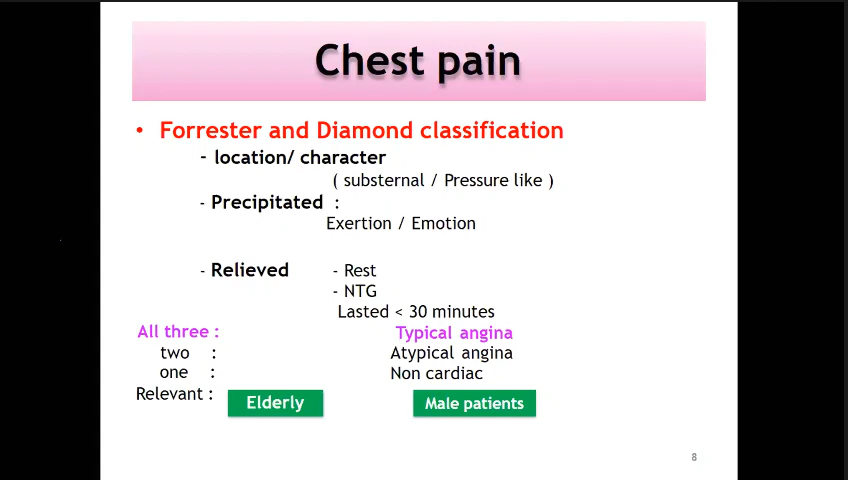 Chest pain
• Forrester and Diamond classification
- location/ character
( substernal / Pressure like )
- Precipitated :
Exertion / Emotion
- Relieved - Rest
- NTG
Lasted < 30 minutes
All three : Typical angina
two : Atypical angina
one : Non cardiac
Relevant : Elderly Male patients
8